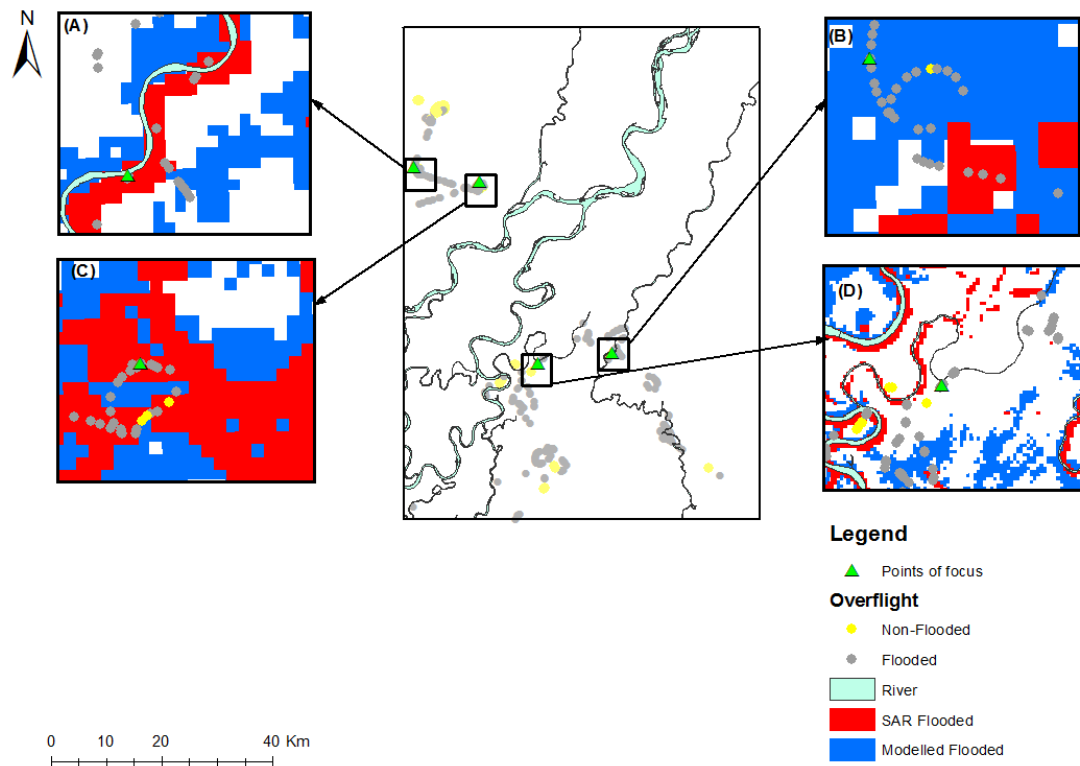 N
(A)
(B)
(C)
(D)
Legend
Points of focus
Overflight
Non-Flooded
Flooded
River
SAR Flooded
Modelled Flooded
0 10 20 40 Km